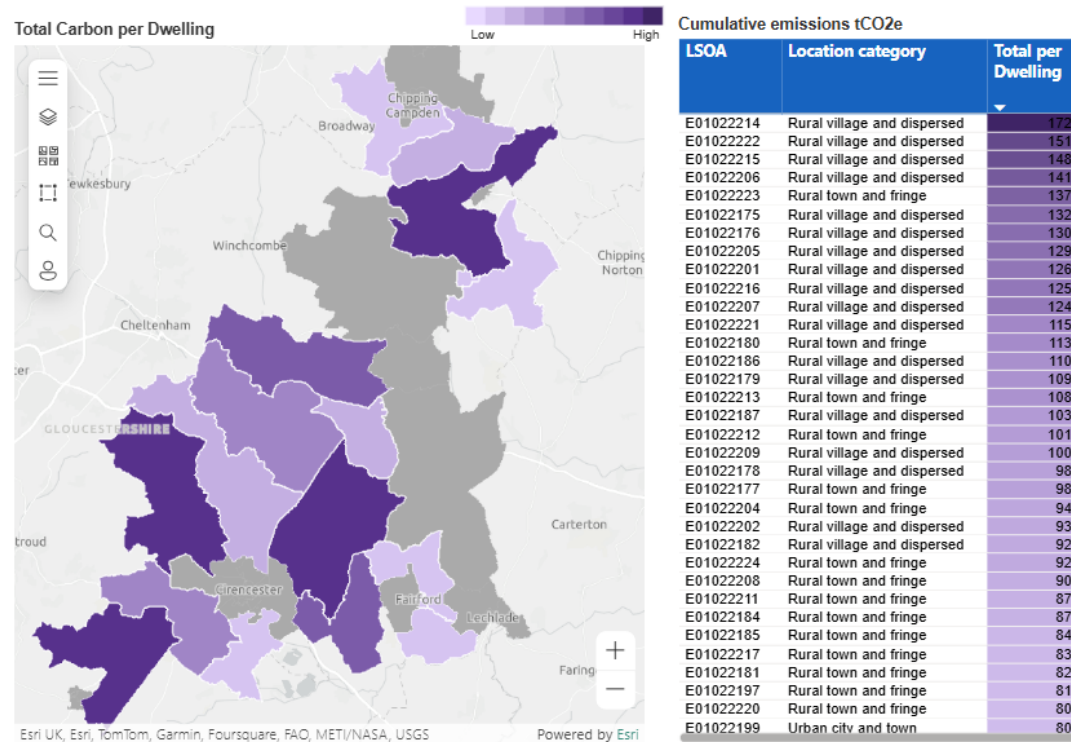 Total Carbon per Dwelling
Low High
Chipping
Campden
Broadway
ewkesbury
Winchcombe
Chipping
Norton
Cheltenham
cer
GLOUCESTERSHIRE
Carterton
troud
Cirencester
Fairford
Lechlade
Faring
Esri UK, Esri, TomTom, Garmin, Foursquare, FAO, METI/NASA, USGS Powered by Esri
Cumulative emissions tCO2e
LSOA Location category Total per
Dwelling
E01022214 Rural village and dispersed 172
E01022222 Rural village and dispersed 151
E01022215 Rural village and dispersed 148
E01022206 Rural village and dispersed 141
E01022223 Rural town and fringe 137
E01022175 Rural village and dispersed 132
E01022176 Rural village and dispersed 130
E01022205 Rural village and dispersed 129
E01022201 Rural village and dispersed 126
E01022216 Rural village and dispersed 125
E01022207 Rural village and dispersed 124
E01022221 Rural village and dispersed 115
E01022180 Rural town and fringe 113
E01022186 Rural village and dispersed 110
E01022179 Rural village and dispersed 109
E01022213 Rural town and fringe 108
E01022187 Rural village and dispersed 103
E01022212 Rural town and fringe 101
E01022209 Rural village and dispersed 100
E01022178 Rural village and dispersed 98
E01022177 Rural town and fringe 98
E01022204 Rural town and fringe 94
E01022202 Rural village and dispersed 93
E01022182 Rural village and dispersed 92
E01022224 Rural town and fringe 92
E01022208 Rural town and fringe 90
E01022211 Rural town and fringe 87
E01022184 Rural town and fringe 87
E01022185 Rural town and fringe 84
E01022217 Rural town and fringe 83
E01022181 Rural town and fringe 82
E01022197 Rural town and fringe 81
E01022220 Rural town and fringe 80
E01022199 Urban city and town 80